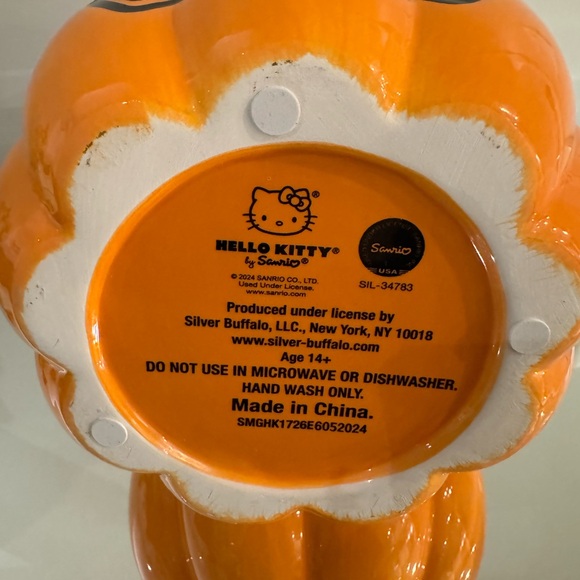 HELLO KITTY®
by Sanrio®
© 2024 SANRIO CO., LTD.
Used Under License.
www.sanrio.com
Sanrio
USA
SIL-34783
Produced under license by
Silver Buffalo, LLC., New York, NY 10018
www.silver-buffalo.com
Age 14+
DO NOT USE IN MICROWAVE OR DISHWASHER.
HAND WASH ONLY.
Made in China.
SMGHK1726E6052024